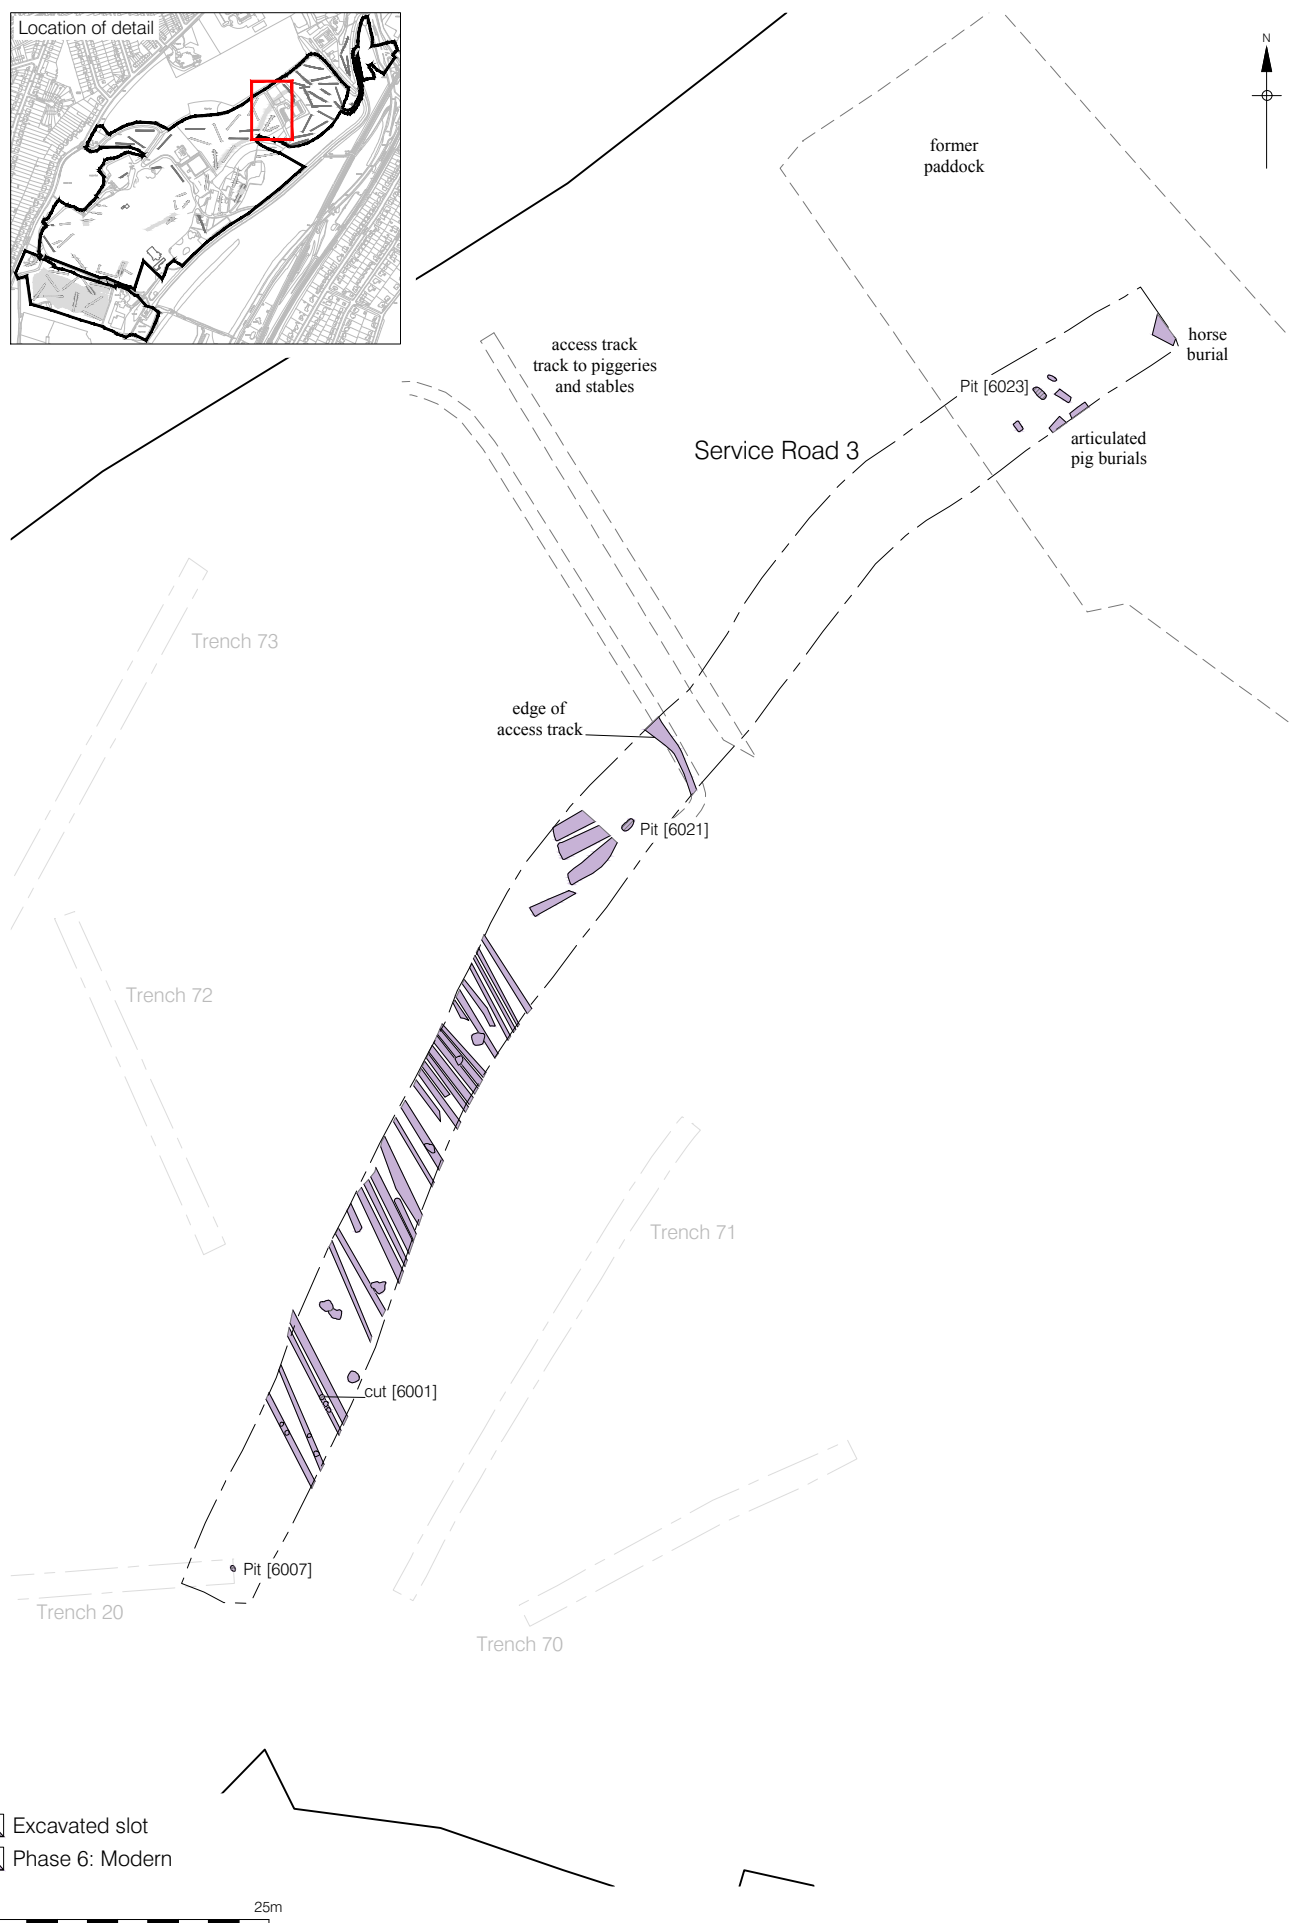 Location of detail
N
former
paddock
access track
track to piggeries
and stables
horse
burial
Pit [6023]
articulated
pig burials
Service Road 3
Trench 73
edge of
access track
Pit [6021]
Trench 72
Trench 71
cut [6001]
Pit [6007]
Trench 20
Trench 70
Excavated slot
Phase 6: Modern
25m